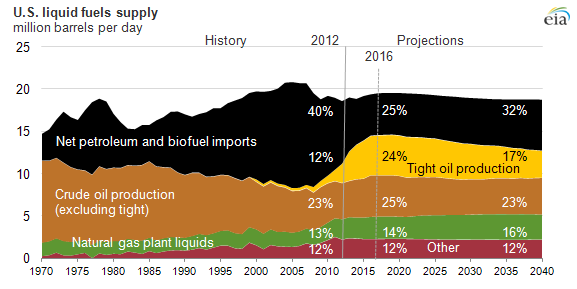 U.S. liquid fuels supply
million barrels per day
eia
25
History
2012
Projections
2016
20
40%
25%
32%
15
Net petroleum and biofuel imports
12%
24%
17%
Tight oil production
10
Crude oil production
(excluding tight)
23%
25%
23%
5
Natural gas plant liquids
13%
14%
16%
12%
12%
Other
12%
0
1970 1975 1980 1985 1990 1995 2000 2005 2010 2015 2020 2025 2030 2035 2040